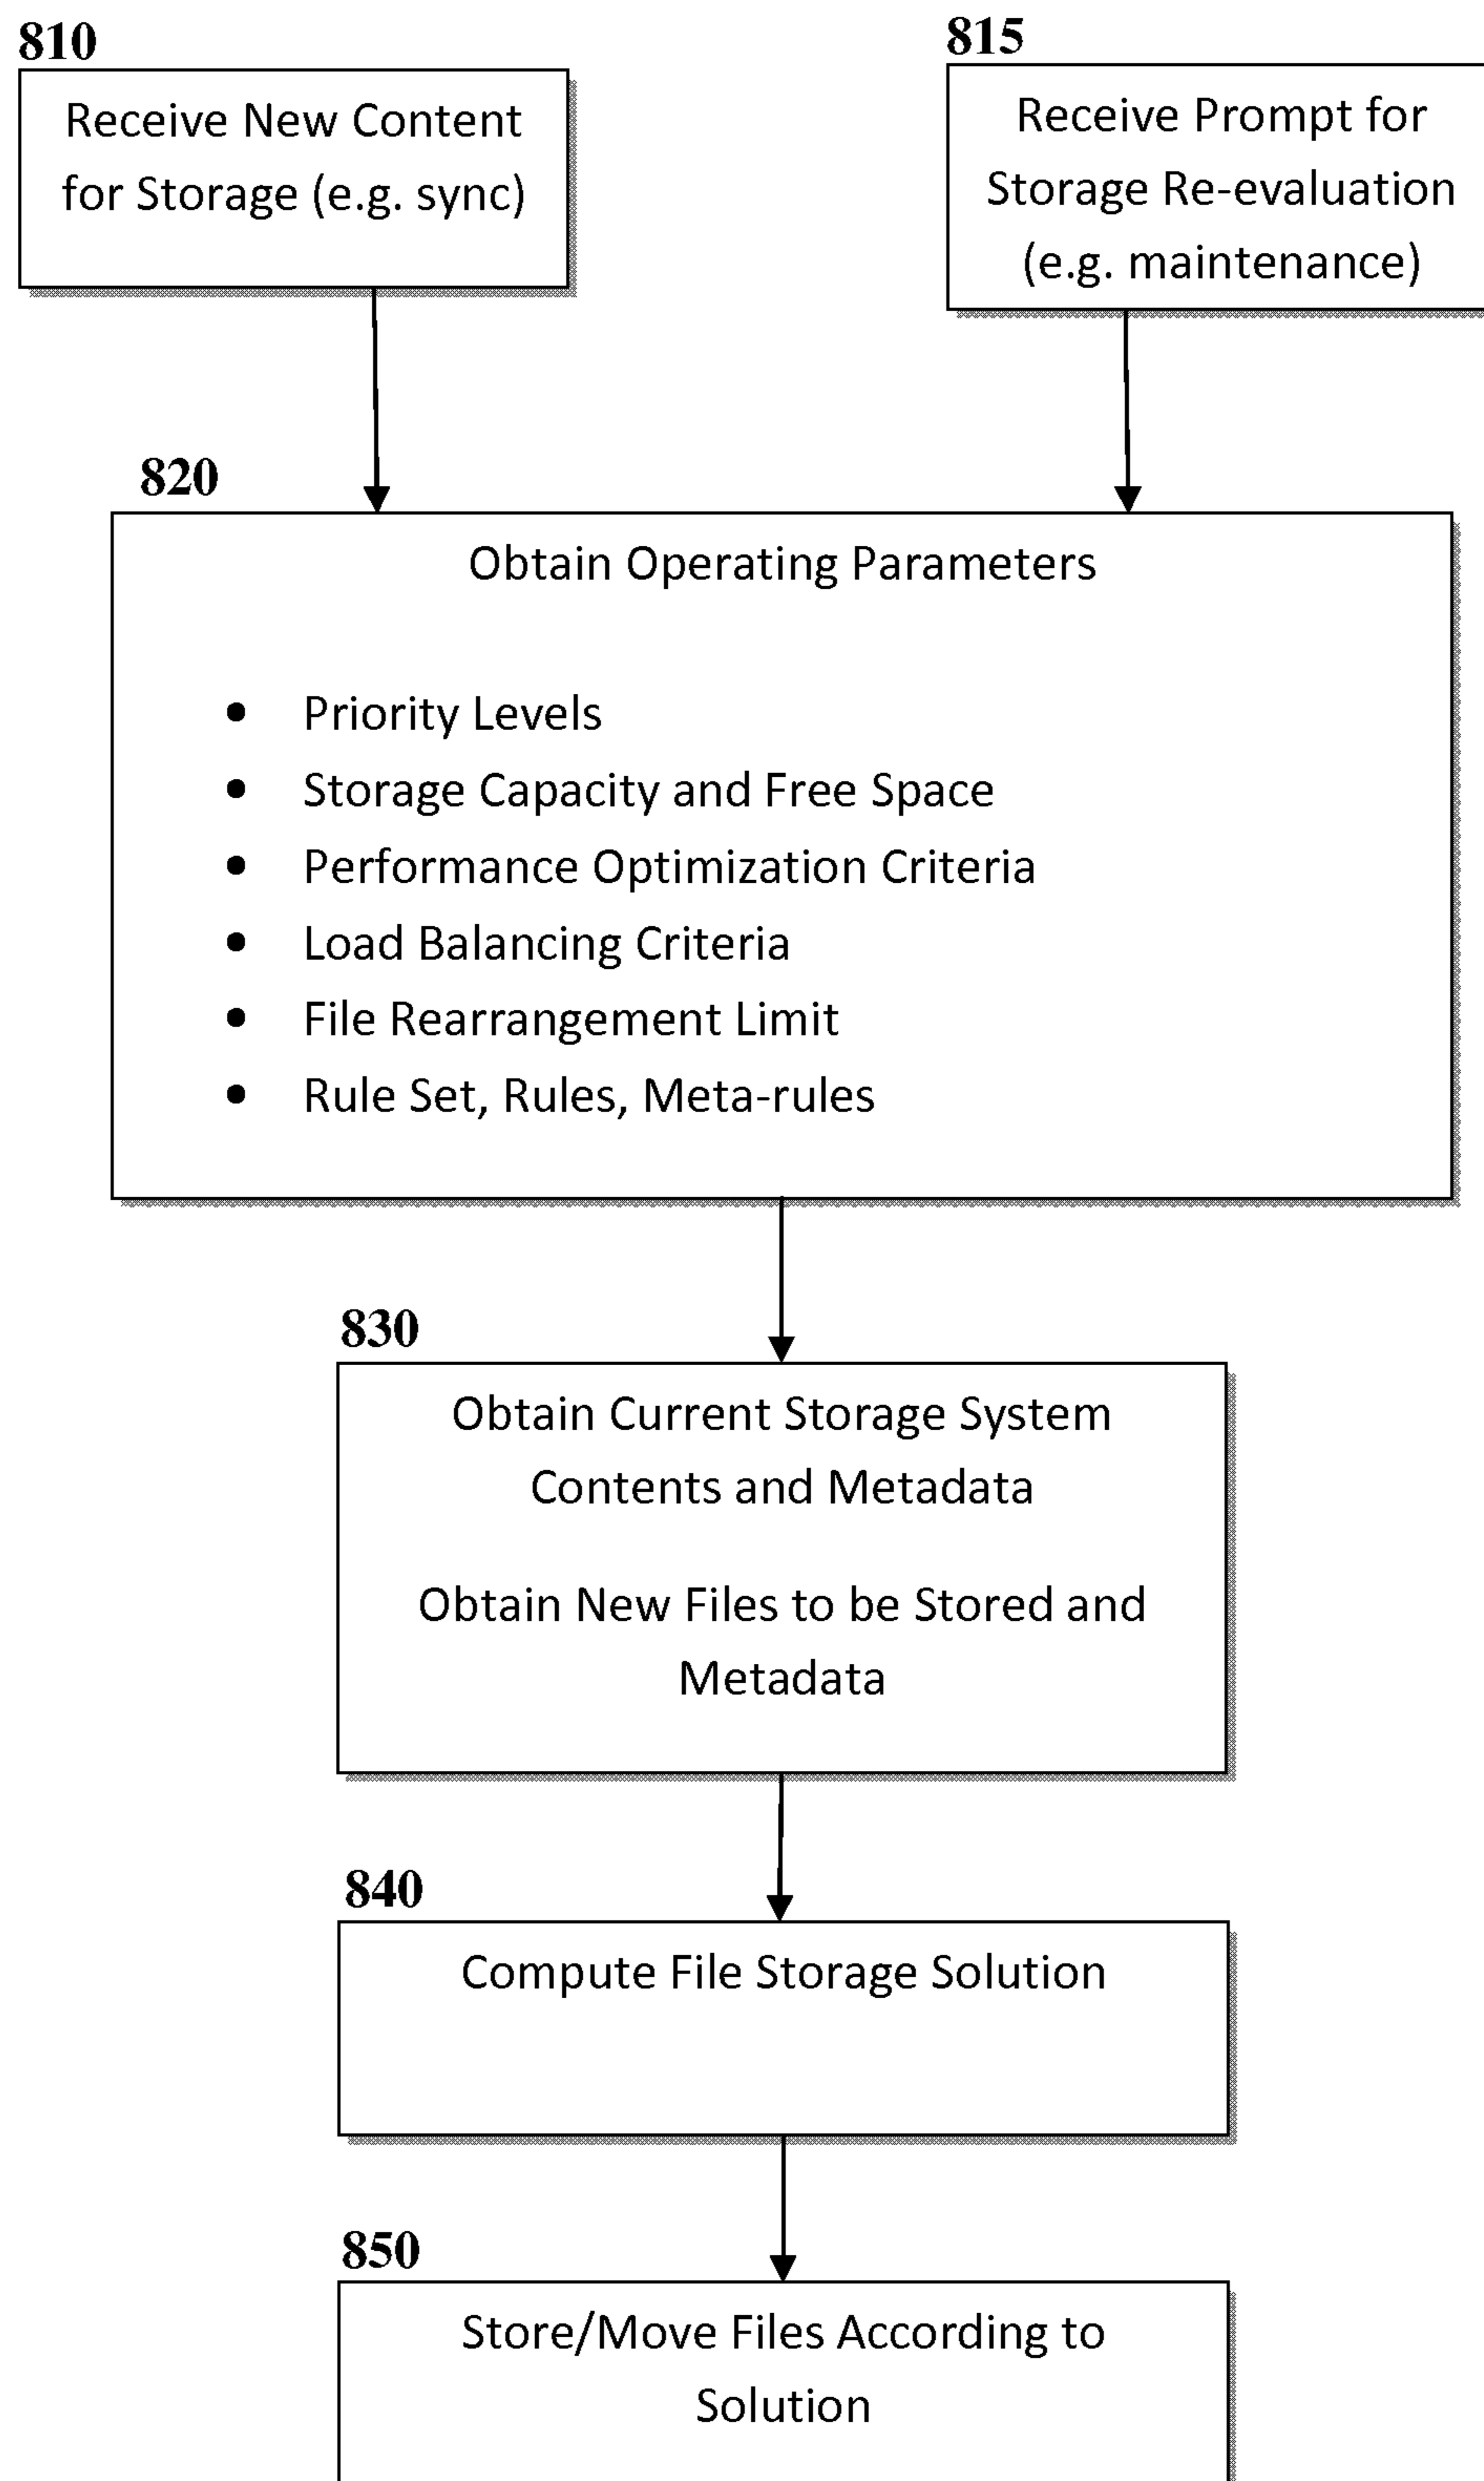 810
Receive New Content
for Storage (e.g. sync)
815
Receive Prompt for
Storage Re-evaluation
(e.g. maintenance)
820
Obtain Operating Parameters
• Priority Levels
• Storage Capacity and Free Space
• Performance Optimization Criteria
• Load Balancing Criteria
• File Rearrangement Limit
• Rule Set, Rules, Meta-rules
830
Obtain Current Storage System
Contents and Metadata
Obtain New Files to be Stored and
Metadata
840
Compute File Storage Solution
850
Store/Move Files According to
Solution